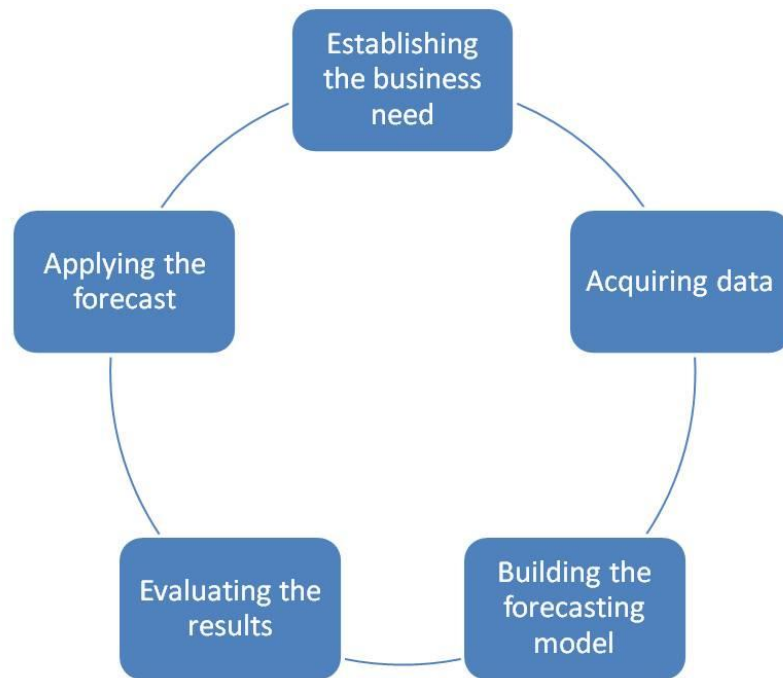 Establishing
the business
need
Acquiring data
Building the
forecasting
model
Evaluating the
results
Applying the
forecast